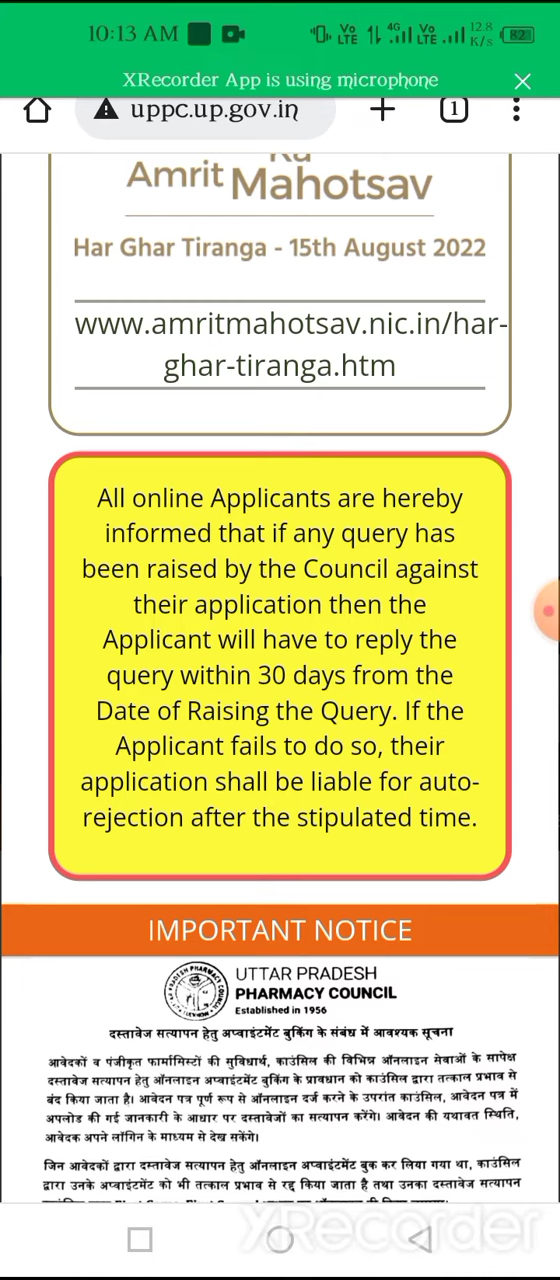 10:13 AM
Vo LTE 4G Vo LTE 12.8 K/s 82
XRecorder App is using microphone
uppc.up.gov.in
1
Amrit Mahotsav
Har Ghar Tiranga - 15th August 2022
www.amritmahotsav.nic.in/har-
ghar-tiranga.htm
All online Applicants are hereby
informed that if any query has
been raised by the Council against
their application then the
Applicant will have to reply the
query within 30 days from the
Date of Raising the Query. If the
Applicant fails to do so, their
application shall be liable for auto-
rejection after the stipulated time.
IMPORTANT NOTICE
UTTAR PRADESH
PHARMACY COUNCIL
Established in 1956
दस्तावेज सत्यापन हेतु अप्वाइंटमेंट बुकिंग के संबंध में आवश्यक सूचना
आवेदकों व पंजीकृत फार्मासिस्टों की सुविधार्थ, काउंसिल की विभिन्न ऑनलाइन सेवाओं के सापेक्ष
दस्तावेज सत्यापन हेतु ऑनलाइन अप्वाइंटमेंट बुकिंग के प्रावधान को काउंसिल द्वारा तत्काल प्रभाव से
बंद किया जाता है। आवेदन पत्र पूर्ण रूप से ऑनलाइन दर्ज करने के उपरांत काउंसिल, आवेदन पत्र में
अपलोड की गई जानकारी के आधार पर दस्तावेजों का सत्यापन करेंगे। आवेदन की यथावत स्थिति,
आवेदक अपने लॉगिन के माध्यम से देख सकेंगे।
जिन आवेदकों द्वारा दस्तावेज सत्यापन हेतु ऑनलाइन अप्वाइंटमेंट बुक कर लिया गया था, काउंसिल
द्वारा उनके अप्वाइंटमेंट को भी तत्काल प्रभाव से रद्द किया जाता है तथा उनका दस्तावेज सत्यापन
XRecorder